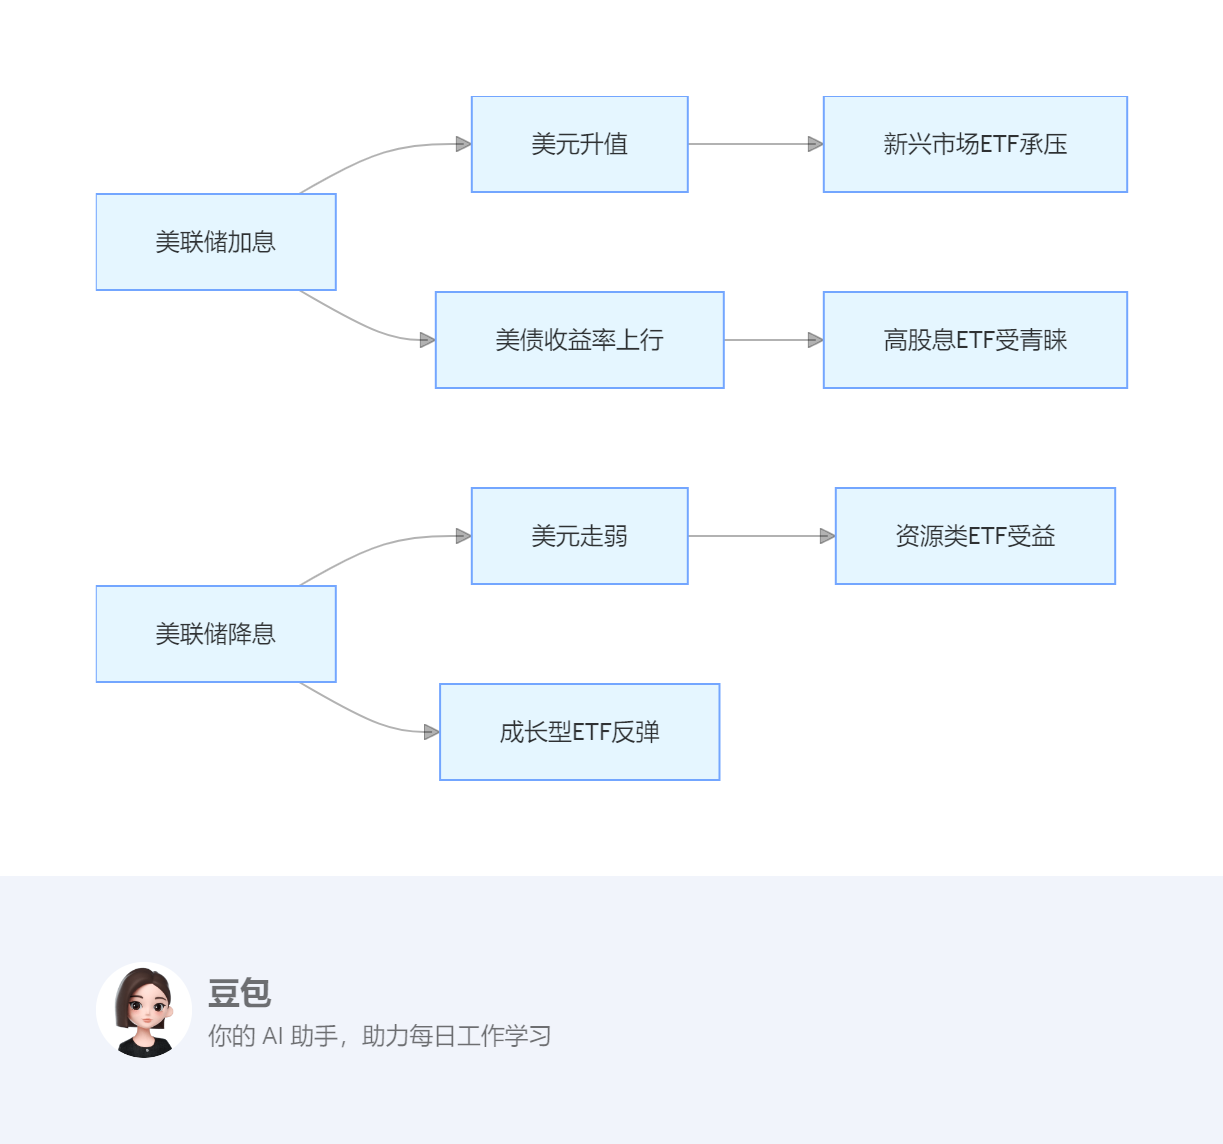 美元升值
新兴市场ETF承压
美联储加息
美债收益率上行
高股息ETF受青睐
美元走弱
资源类ETF受益
美联储降息
成长型ETF反弹
豆包
你的 AI 助手，助力每日工作学习